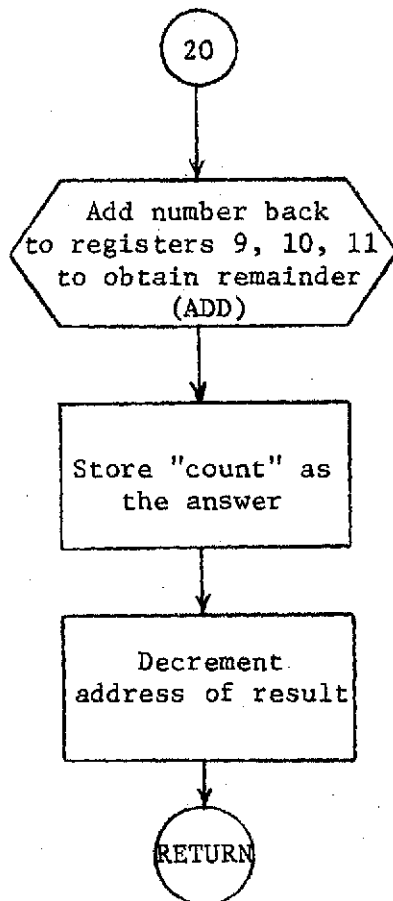 20
Add number back
to registers 9, 10, 11
to obtain remainder
(ADD)
Store "count" as
the answer
Decrement
address of result
RETURN